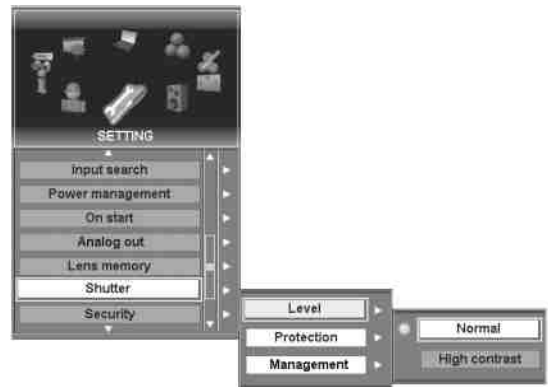 SETTING
Input search
Power management
On start
Analog out
Lens memory
Shutter
Security
Level
Protection
Management
Normal
High contrast